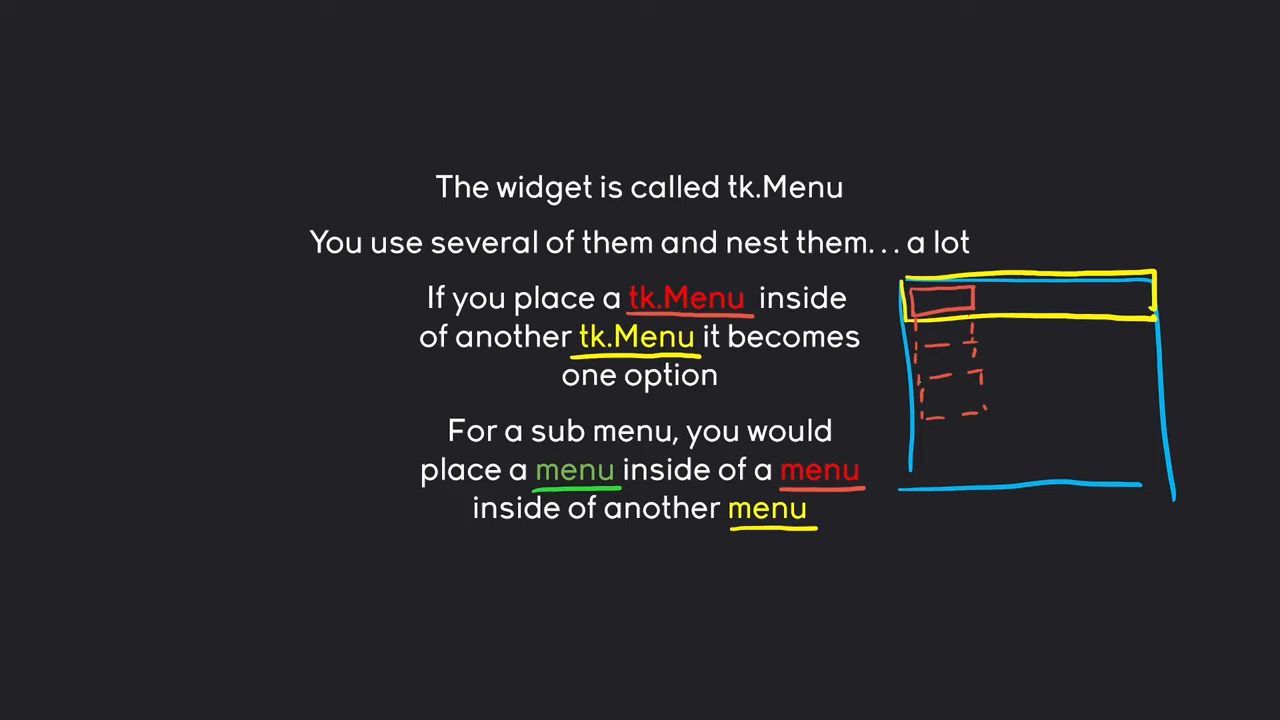 The widget is called tk.Menu
You use several of them and nest them... a lot
If you place a tk.Menu inside
of another tk.Menu it becomes
one option
For a sub menu, you would
place a menu inside of a menu
inside of another menu